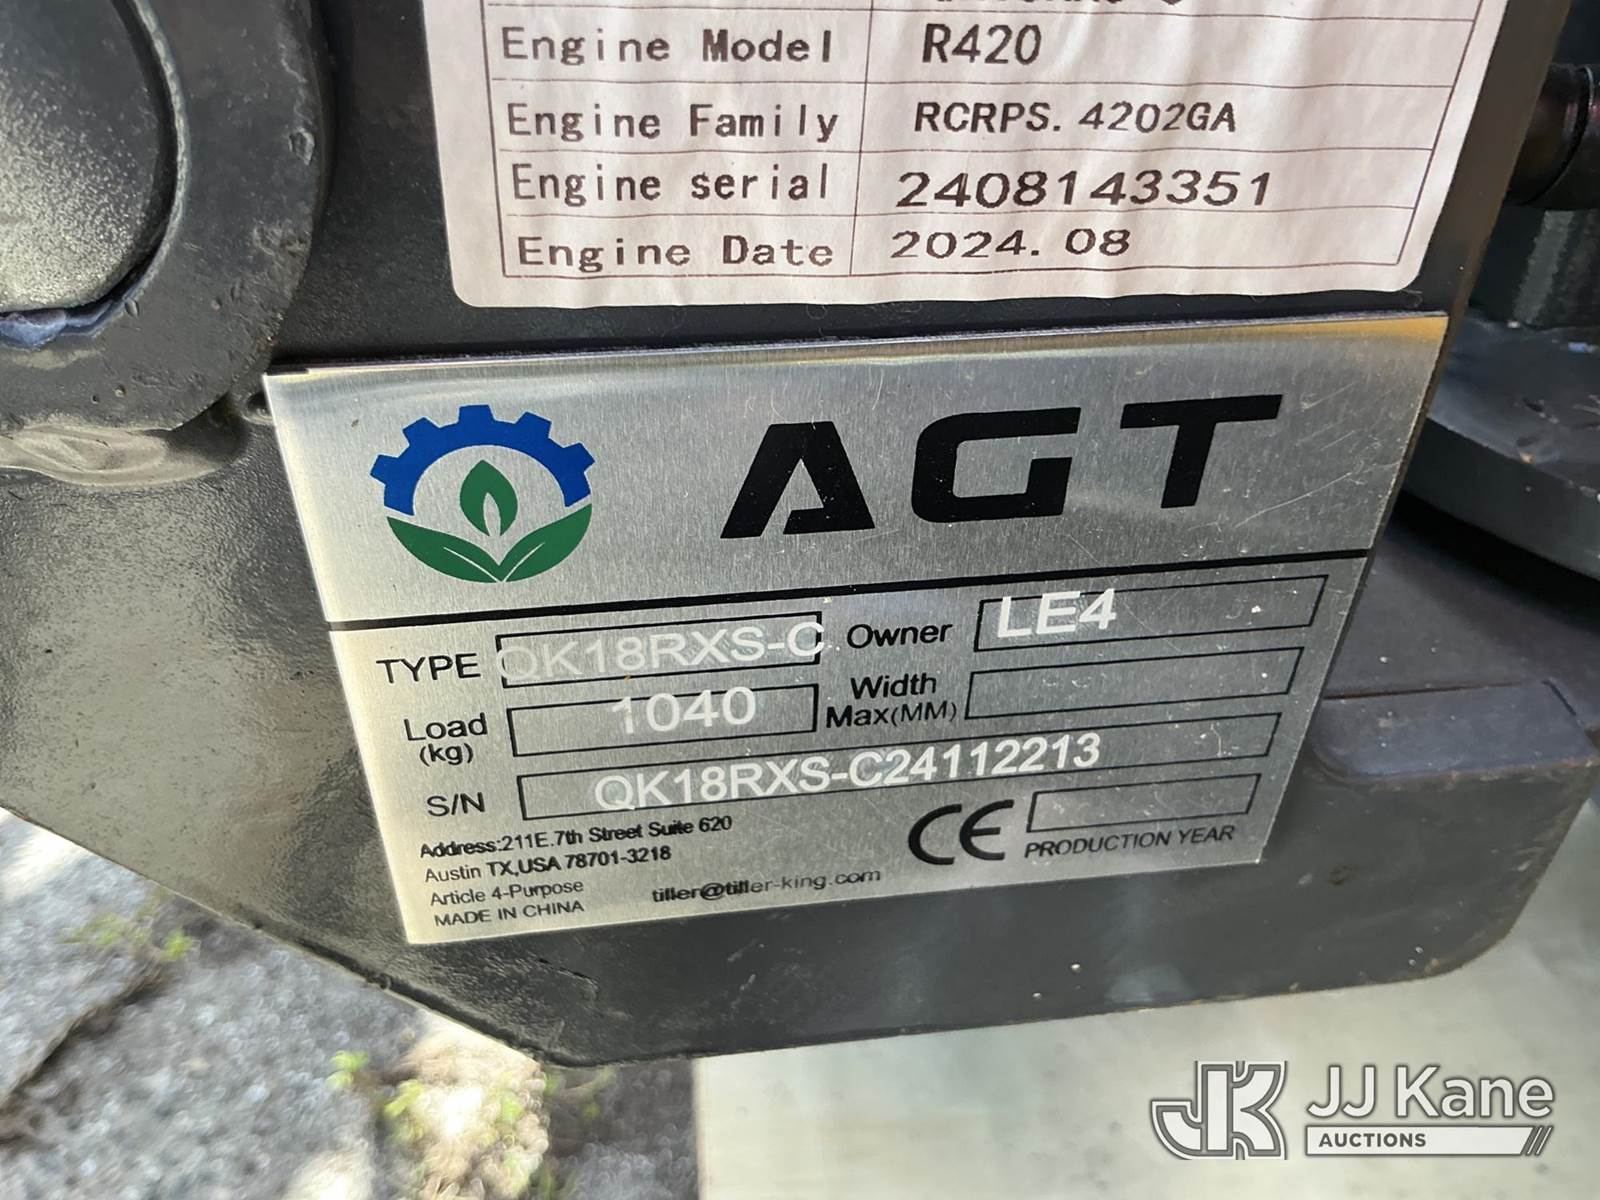 Engine Model R420
Engine Family RCRPS. 4202GA
Engine serial 2408143351
Engine Date 2024. 08
AGT
TYPE QK18RXS-C Owner LE4
Load (kg) 1040 Width Max(MM)
S/N QK18RXS-C24112213
Address:211E.7th Street Suite 620
Austin TX,USA 78701-3218
Article 4-Purpose
MADE IN CHINA
tiller@tiller-king.com
CE
PRODUCTION YEAR
JK JJ Kane
AUCTIONS